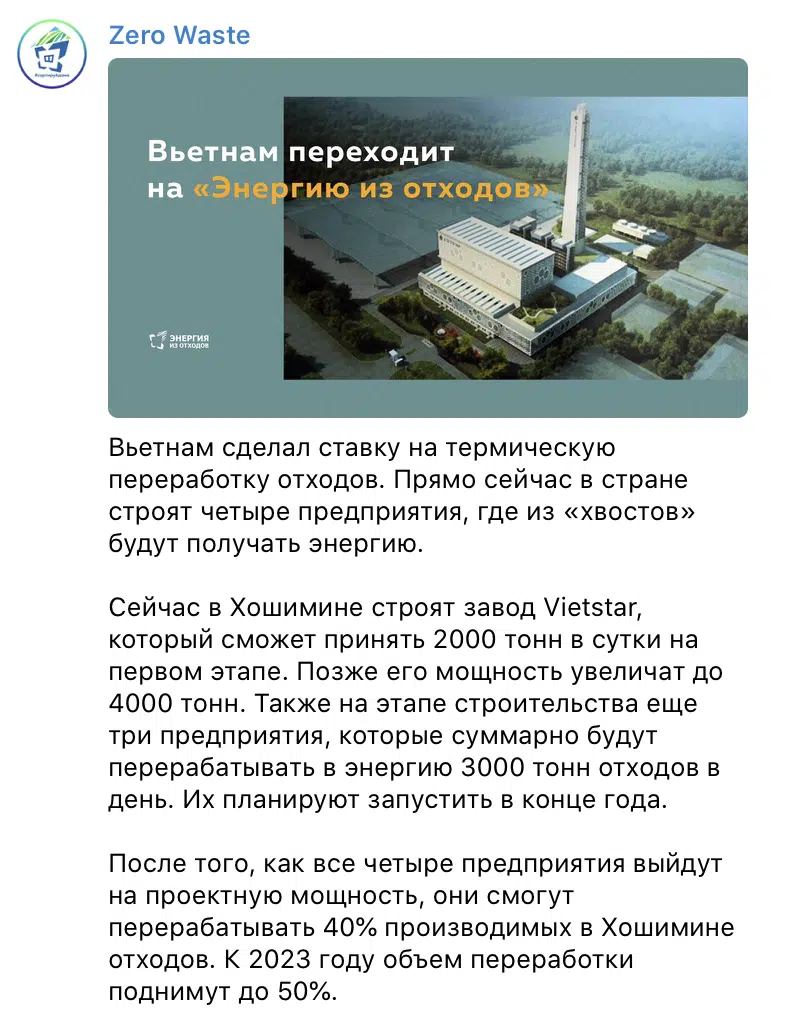 Zero Waste
Вьетнам переходит
на «Энергию из отходов»
ЭНЕРГИЯ
ИЗ ОТХОДОВ
Вьетнам сделал ставку на термическую
переработку отходов. Прямо сейчас в стране
строят четыре предприятия, где из «хвостов»
будут получать энергию.
Сейчас в Хошимине строят завод Vietstar,
который сможет принять 2000 тонн в сутки на
первом этапе. Позже его мощность увеличат до
4000 тонн. Также на этапе строительства еще
три предприятия, которые суммарно будут
перерабатывать в энергию 3000 тонн отходов в
день. Их планируют запустить в конце года.
После того, как все четыре предприятия выйдут
на проектную мощность, они смогут
перерабатывать 40% производимых в Хошимине
отходов. К 2023 году объем переработки
поднимут до 50%.